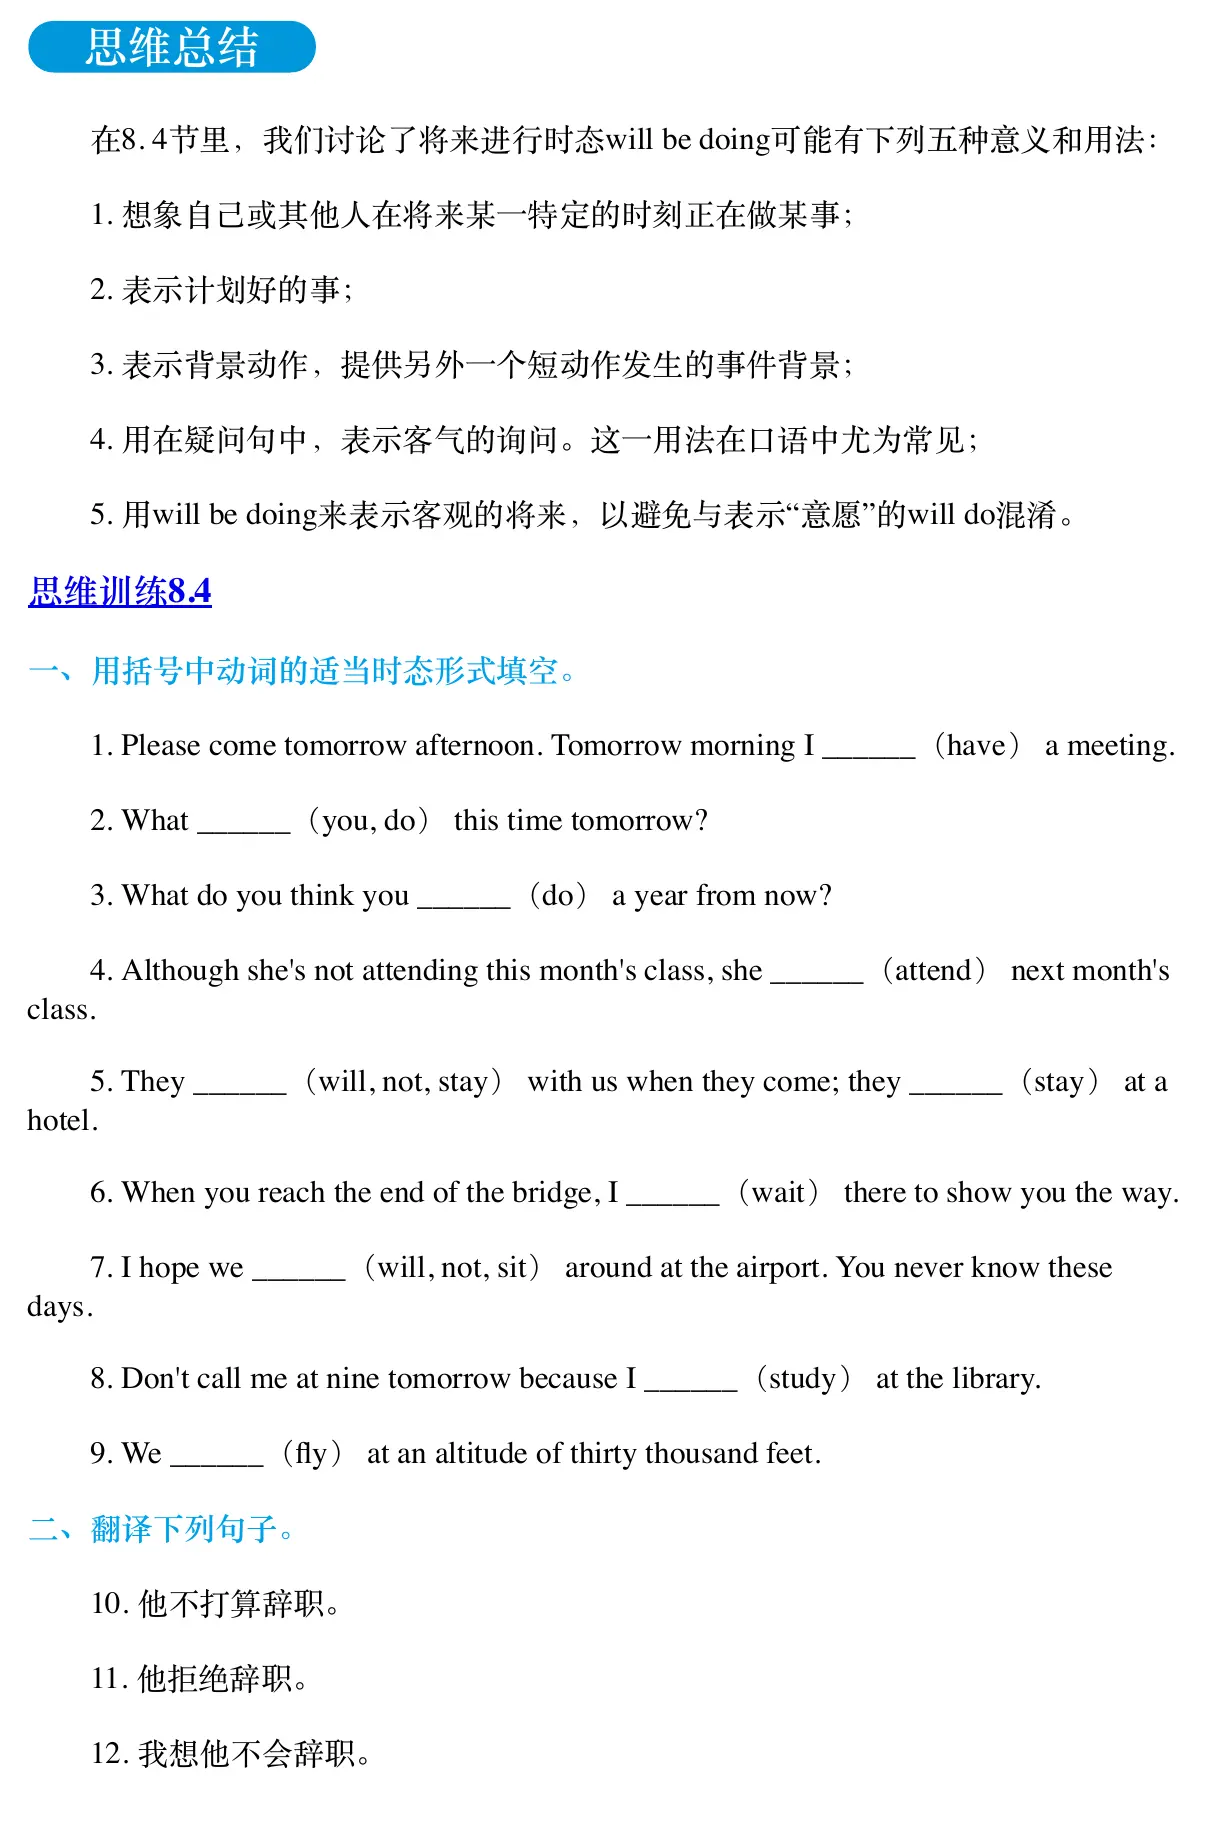 思维总结
在8.4节里，我们讨论了将来进行时态will be doing可能有下列五种意义和用法：
1. 想象自己或其他人在将来某一特定的时刻正在做某事；
2. 表示计划好的事；
3. 表示背景动作，提供另外一个短动作发生的事件背景；
4. 用在疑问句中，表示客气的询问。这一用法在口语中尤为常见；
5. 用will be doing来表示客观的将来，以避免与表示“意愿”的will do混淆。
思维训练8.4
一、用括号中动词的适当时态形式填空。
1. Please come tomorrow afternoon. Tomorrow morning I ______（have） a meeting.
2. What ______（you, do） this time tomorrow?
3. What do you think you ______（do） a year from now?
4. Although she's not attending this month's class, she ______（attend） next month's
class.
5. They ______（will, not, stay） with us when they come; they ______（stay） at a
hotel.
6. When you reach the end of the bridge, I ______（wait） there to show you the way.
7. I hope we ______（will, not, sit） around at the airport. You never know these
days.
8. Don't call me at nine tomorrow because I ______（study） at the library.
9. We ______（fly） at an altitude of thirty thousand feet.
二、翻译下列句子。
10. 他不打算辞职。
11. 他拒绝辞职。
12. 我想他不会辞职。